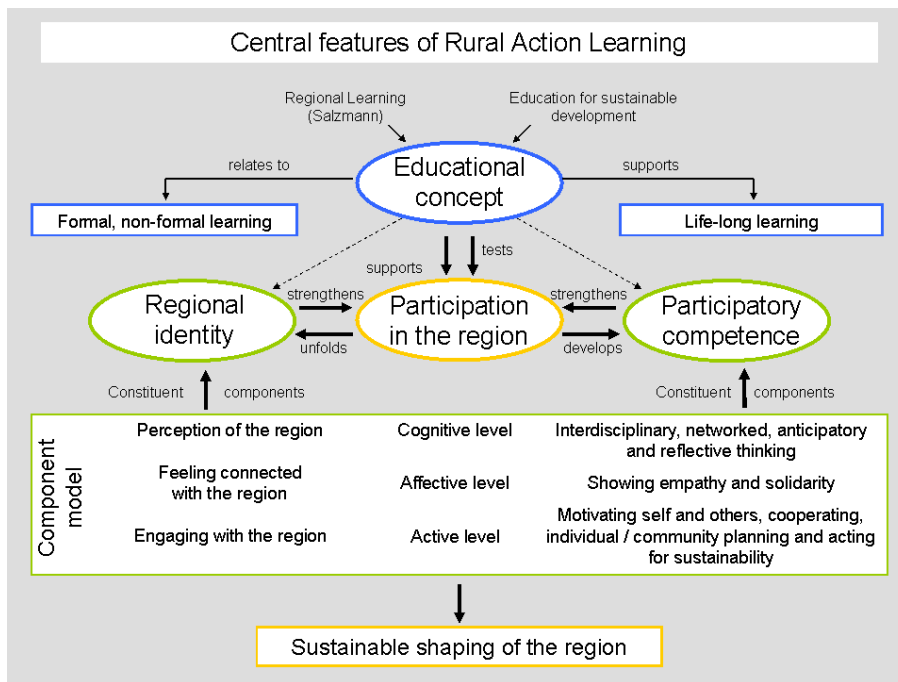 Central features of Rural Action Learning
Regional Learning
(Salzmann)
Education for sustainable
development
relates to
Educational
concept
supports
Formal, non-formal learning
Life-long learning
supports
tests
Regional
identity
strengthens
unfolds
Participation
in the region
strengthens
develops
Participatory
competence
Constituent components
Constituent components
Component
model
Perception of the region
Cognitive level
Interdisciplinary, networked, anticipatory
and reflective thinking
Feeling connected
with the region
Affective level
Showing empathy and solidarity
Engaging with the region
Active level
Motivating self and others, cooperating,
individual / community planning and acting
for sustainability
Sustainable shaping of the region